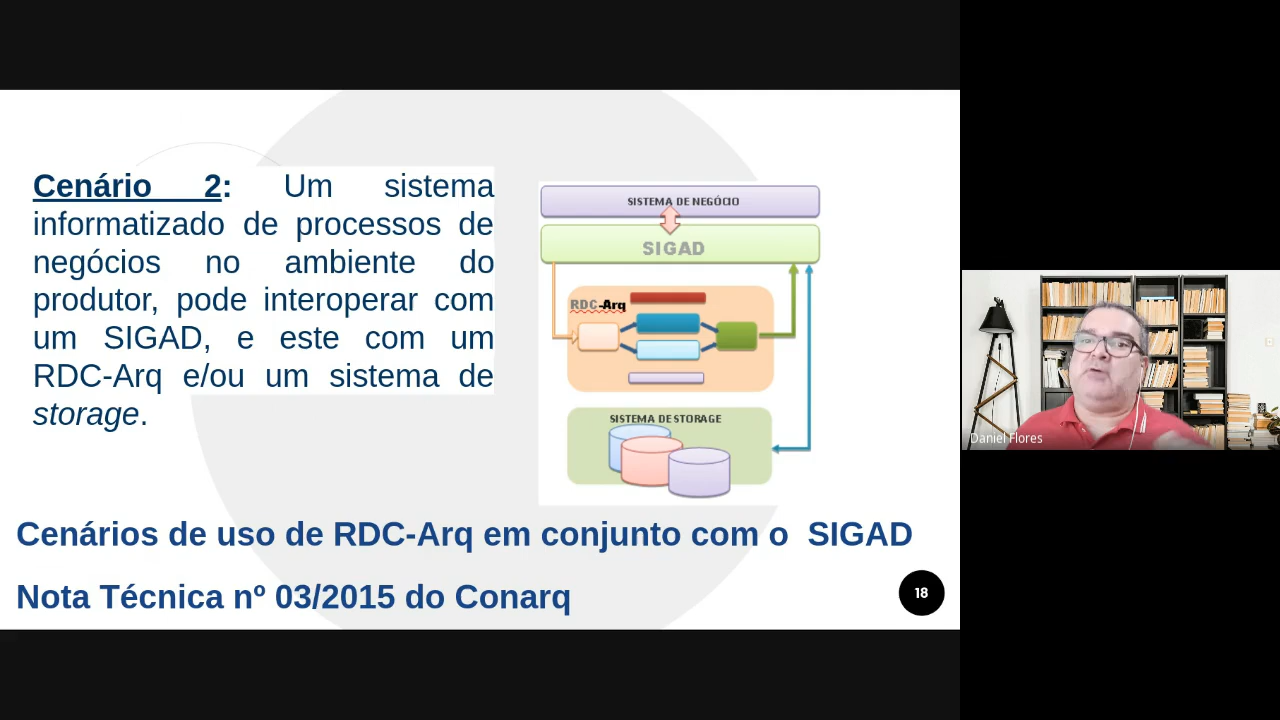 Cenário 2: Um sistema
informatizado de processos de
negócios no ambiente do
produtor, pode interoperar com
um SIGAD, e este com um
RDC-Arq e/ou um sistema de
storage.
SISTEMA DE NEGÓCIO
SIGAD
RDC-Arq
SISTEMA DE STORAGE
Cenários de uso de RDC-Arq em conjunto com o SIGAD
Nota Técnica nº 03/2015 do Conarq
18
Daniel Flores